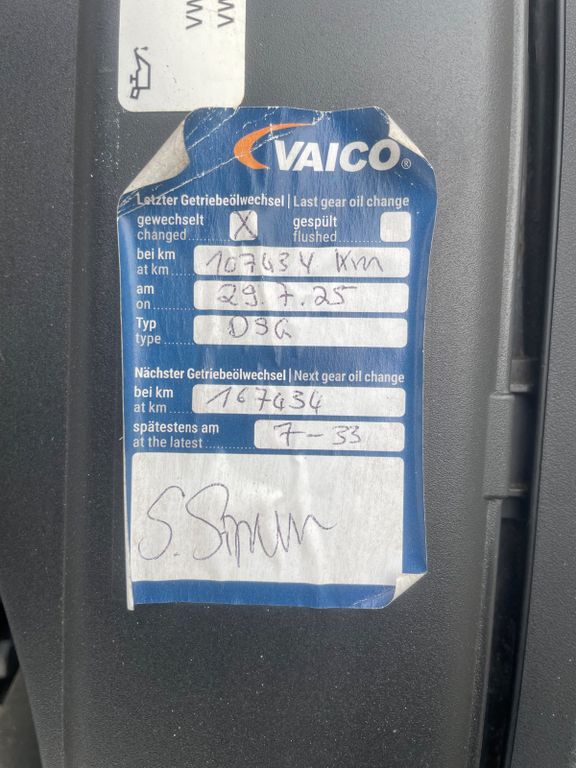 VW
VW
VAICO®
Letzter Getriebeölwechsel | Last gear oil change
gewechselt changed X gespült flushed
bei km at km 107434 Km
am on 29.7.25
Typ type DSG
Nächster Getriebeölwechsel | Next gear oil change
bei km at km 167434
spätestens am at the latest 7-33